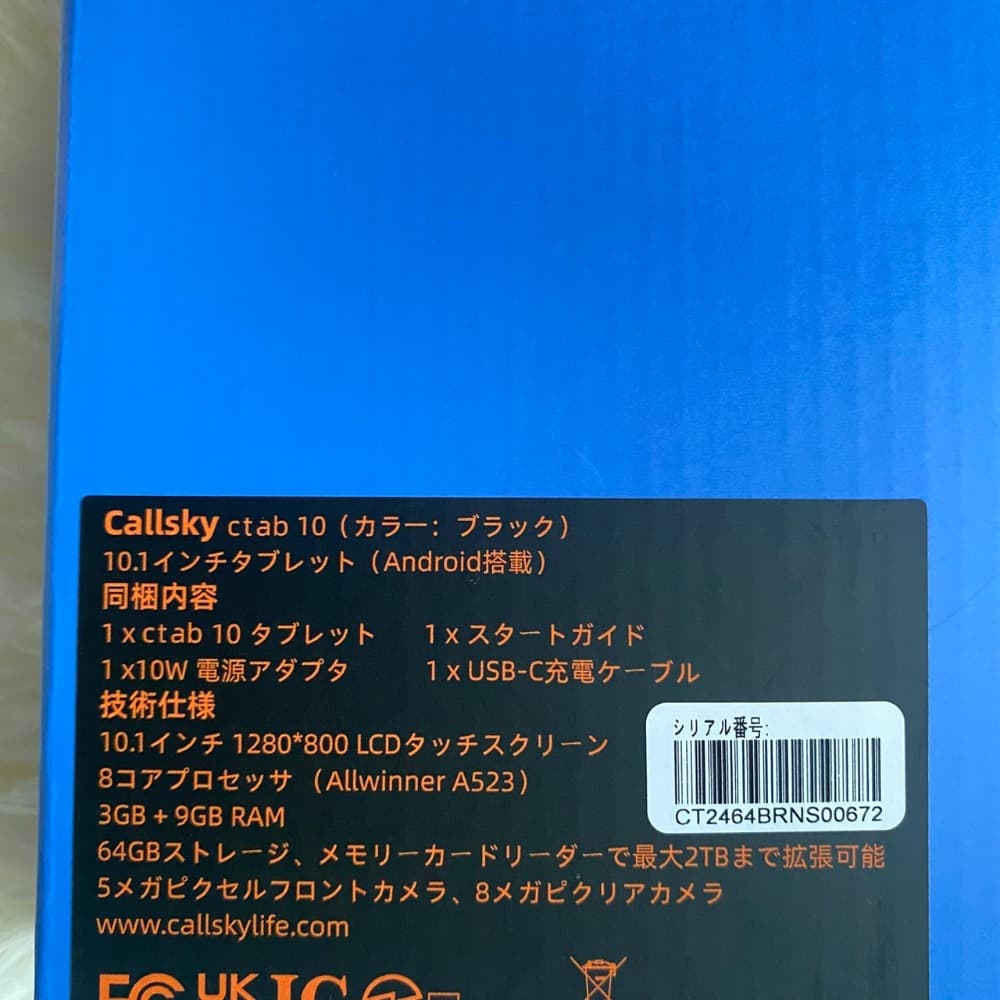 Callsky ctab 10（カラー：ブラック）
10.1インチタブレット（Android搭載）
同梱内容
1 x ctab 10 タブレット 1 x スタートガイド
1 x10W 電源アダプタ 1 x USB-C充電ケーブル
技術仕様
10.1インチ 1280*800 LCDタッチスクリーン
8コアプロセッサ （Allwinner A523）
3GB + 9GB RAM
シリアル番号:
CT2464BRNS00672
64GBストレージ、メモリーカードリーダーで最大2TBまで拡張可能
5メガピクセルフロントカメラ、8メガピクリアカメラ
www.callskylife.com
FC UK IC